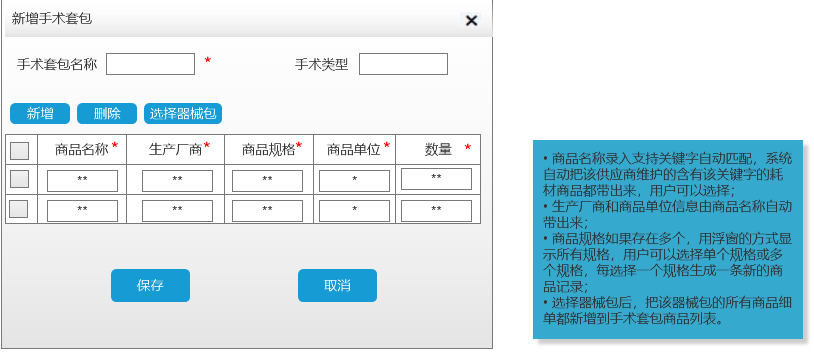 新增手术套包
手术套包名称 * 手术类型
新增 删除 选择器械包
商品名称* 生产厂商* 商品规格* 商品单位* 数量 *
** ** ** * **
** ** ** * **
保存 取消
• 商品名称录入支持关键字自动匹配，系统
自动把该供应商维护的含有该关键字的耗
材商品都带出来，用户可以选择；
• 生产厂商和商品单位信息由商品名称自动
带出来；
• 商品规格如果存在多个，用浮窗的方式显
示所有规格，用户可以选择单个规格或多
个规格，每选择一个规格生成一条新的商
品记录；
• 选择器械包后，把该器械包的所有商品细
单都新增到手术套包商品列表。